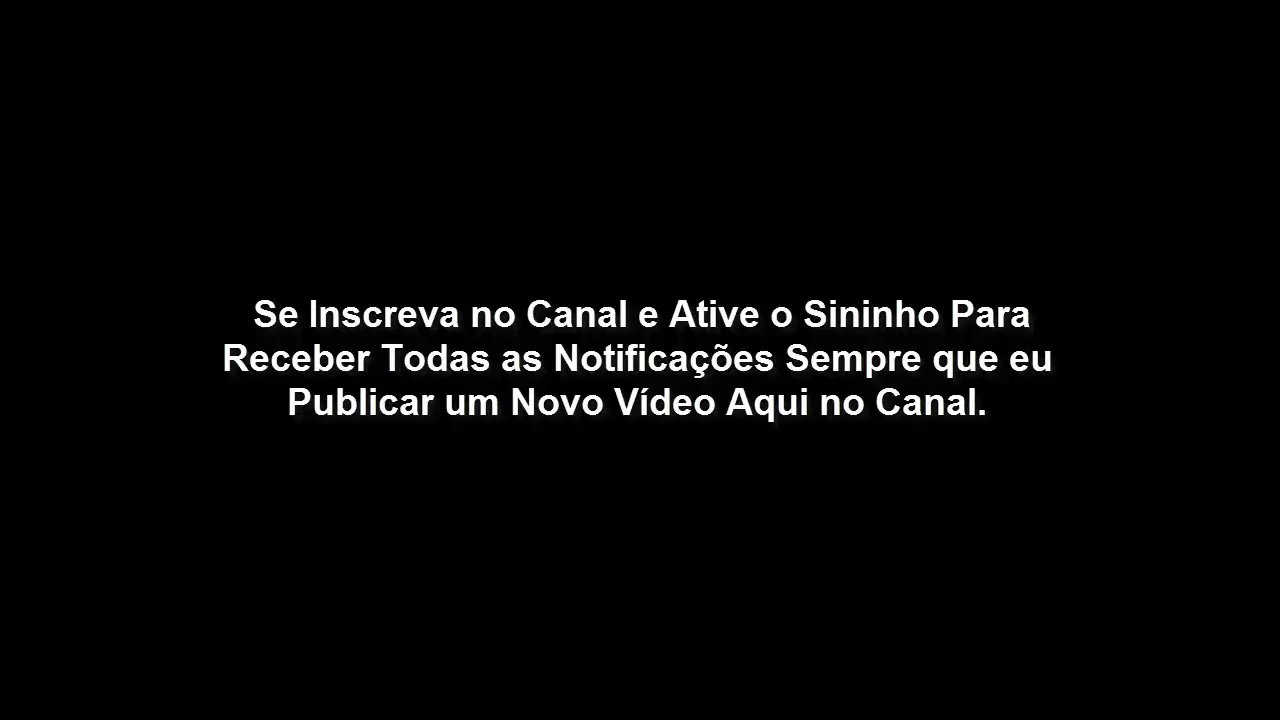 Se Inscreva no Canal e Ative o Sininho Para
Receber Todas as Notificações Sempre que eu
Publicar um Novo Vídeo Aqui no Canal.